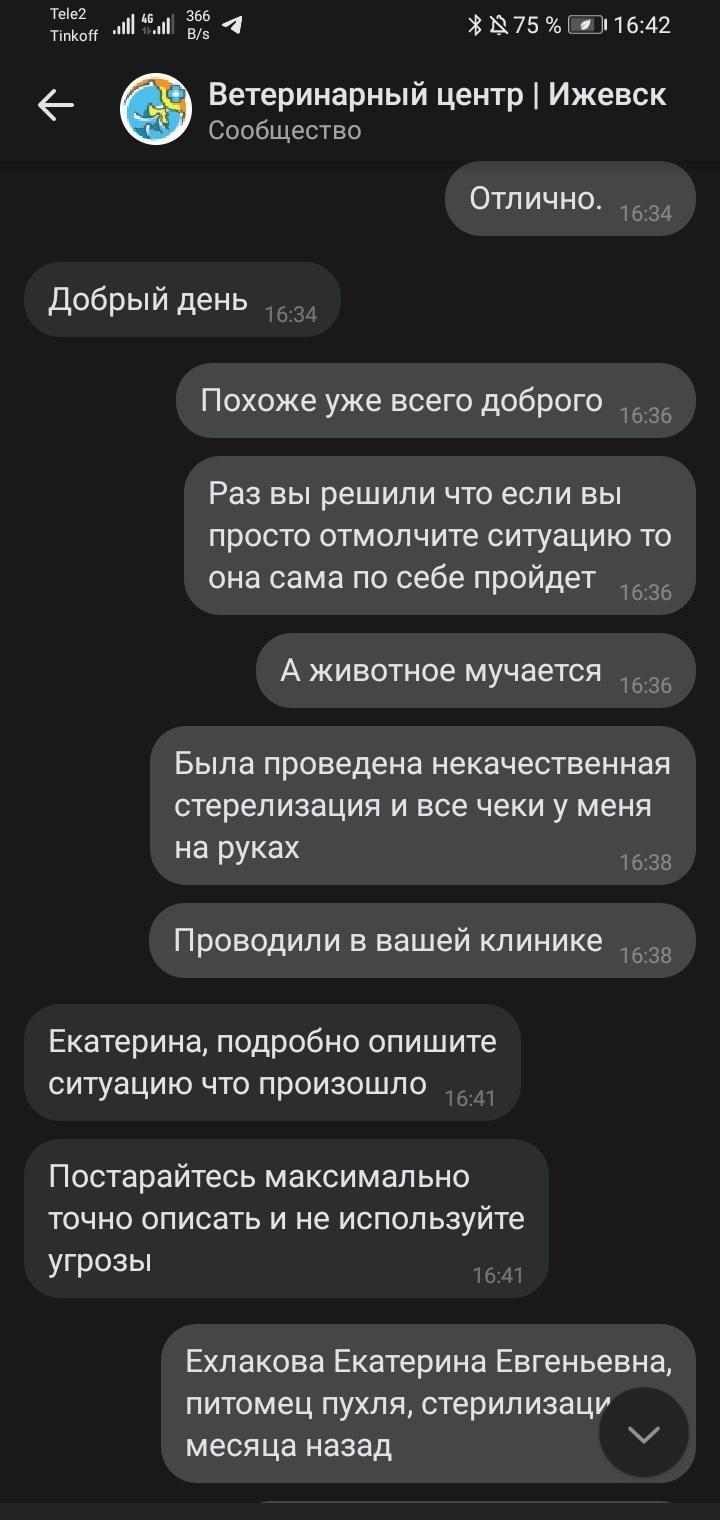 Tele2
Tinkoff
4G
366
B/s
75 %
16:42
Ветеринарный центр | Ижевск
Сообщество
Отлично. 16:34
Добрый день 16:34
Похоже уже всего доброго 16:36
Раз вы решили что если вы
просто отмолчите ситуацию то
она сама по себе пройдет 16:36
А животное мучается 16:36
Была проведена некачественная
стерелизация и все чеки у меня
на руках 16:38
Проводили в вашей клинике 16:38
Екатерина, подробно опишите
ситуацию что произошло 16:41
Постарайтесь максимально
точно описать и не используйте
угрозы 16:41
Ехлакова Екатерина Евгеньевна,
питомец пухля, стерилизаци
месяца назад